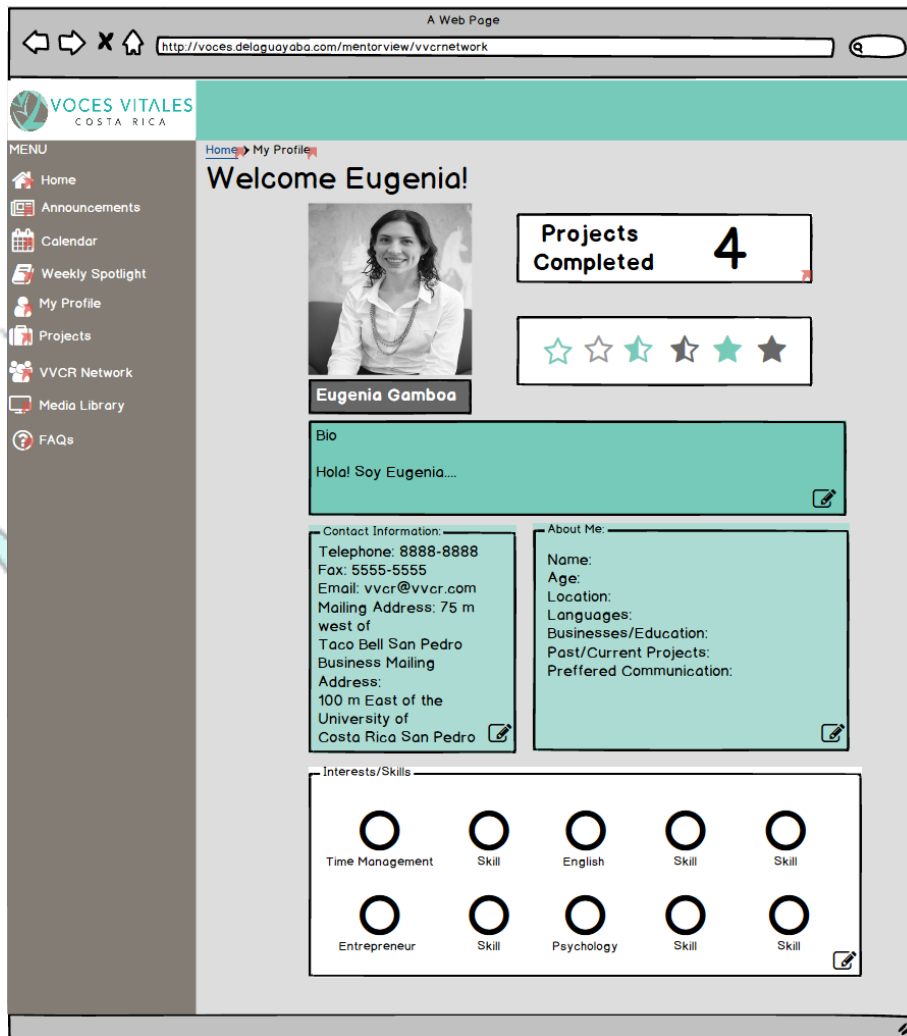 A Web Page
http://voces.delaguayaba.com/mentorview/vvcrnetwork
VOCES VITALES
COSTA RICA
MENU
Home
Announcements
Calendar
Weekly Spotlight
My Profile
Projects
VVCR Network
Media Library
FAQs
Home > My Profile
Welcome Eugenia!
Eugenia Gamboa
Projects
Completed
4
Bio
Hola! Soy Eugenia....
Contact Information:
Telephone: 8888-8888
Fax: 5555-5555
Email: vvcr@vvcr.com
Mailing Address: 75 m
west of
Taco Bell San Pedro
Business Mailing
Address:
100 m East of the
University of
Costa Rica San Pedro
About Me:
Name:
Age:
Location:
Languages:
Businesses/Education:
Past/Current Projects:
Preffered Communication:
Interests/Skills
Time Management
Skill
English
Skill
Skill
Entrepreneur
Skill
Psychology
Skill
Skill